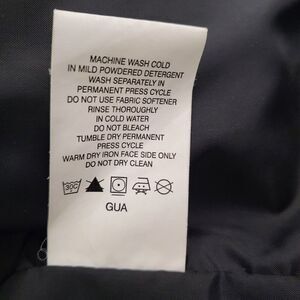 MACHINE WASH COLD
IN MILD POWDERED DETERGENT
WASH SEPARATELY IN
PERMANENT PRESS CYCLE
DO NOT USE FABRIC SOFTENER
RINSE THOROUGHLY
IN COLD WATER
DO NOT BLEACH
TUMBLE DRY PERMANENT
PRESS CYCLE
WARM DRY IRON FACE SIDE ONLY
DO NOT DRY CLEAN
30C
GUA